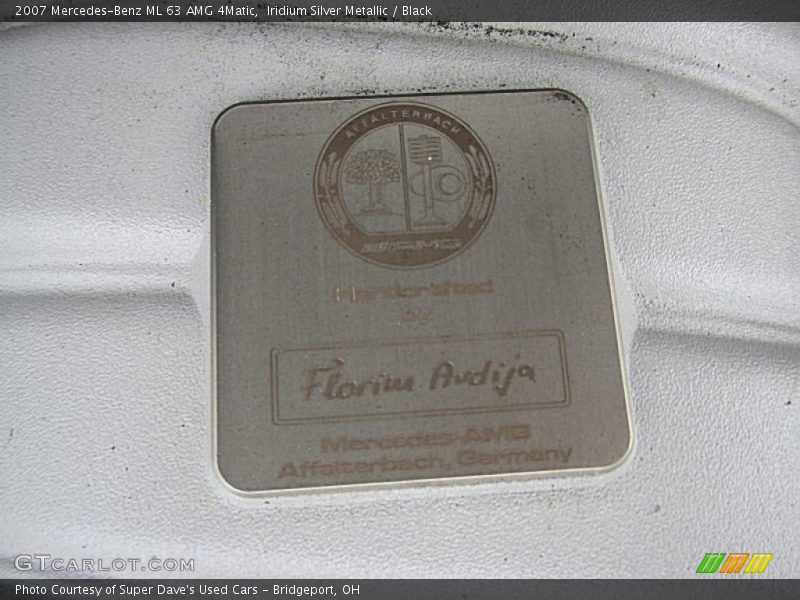 2007 Mercedes-Benz ML 63 AMG 4Matic,  Iridium Silver Metallic / Black
AFFALTERBACH
AMG
Handcrafted
by
Florim Avdija
Mercedes-AMG
Affalterbach, Germany
GTCARLOT.COM
Photo Courtesy of Super Dave's Used Cars - Bridgeport, OH